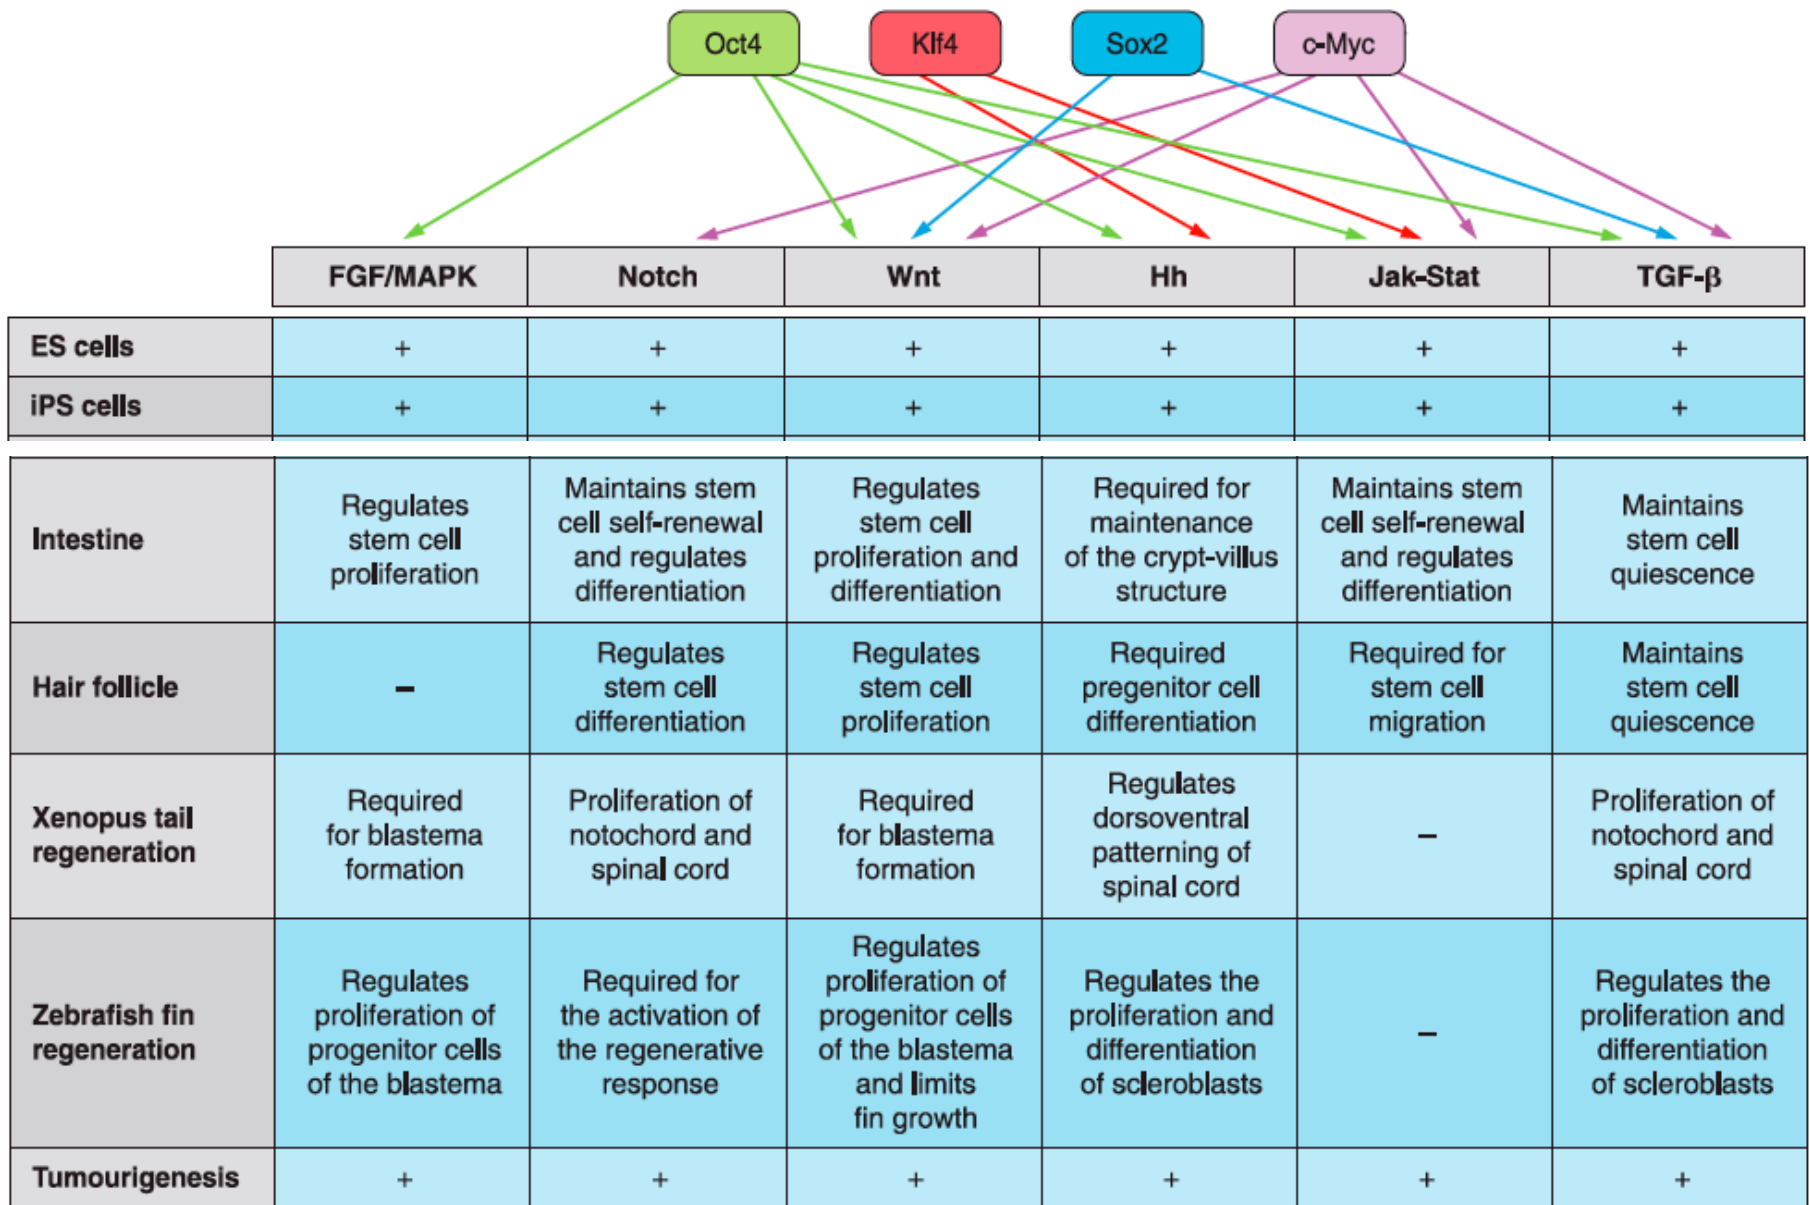 Oct4
Klf4
Sox2
c-Myc
FGF/MAPK
Notch
Wnt
Hh
Jak-Stat
TGF-β
ES cells
+
+
+
+
+
+
iPS cells
+
+
+
+
+
+
Intestine
Regulates
stem cell
proliferation
Maintains stem
cell self-renewal
and regulates
differentiation
Regulates
stem cell
proliferation and
differentiation
Required for
maintenance
of the crypt-villus
structure
Maintains stem
cell self-renewal
and regulates
differentiation
Maintains
stem cell
quiescence
Hair follicle
–
Regulates
stem cell
differentiation
Regulates
stem cell
proliferation
Required
pregenitor cell
differentiation
Required for
stem cell
migration
Maintains
stem cell
quiescence
Xenopus tail
regeneration
Required
for blastema
formation
Proliferation of
notochord and
spinal cord
Required
for blastema
formation
Regulates
dorsoventral
patterning of
spinal cord
–
Proliferation of
notochord and
spinal cord
Zebrafish fin
regeneration
Regulates
proliferation of
progenitor cells
of the blastema
Required for
the activation of
the regenerative
response
Regulates
proliferation of
progenitor cells
of the blastema
and limits
fin growth
Regulates the
proliferation and
differentiation
of scleroblasts
–
Regulates the
proliferation and
differentiation
of scleroblasts
Tumourigenesis
+
+
+
+
+
+